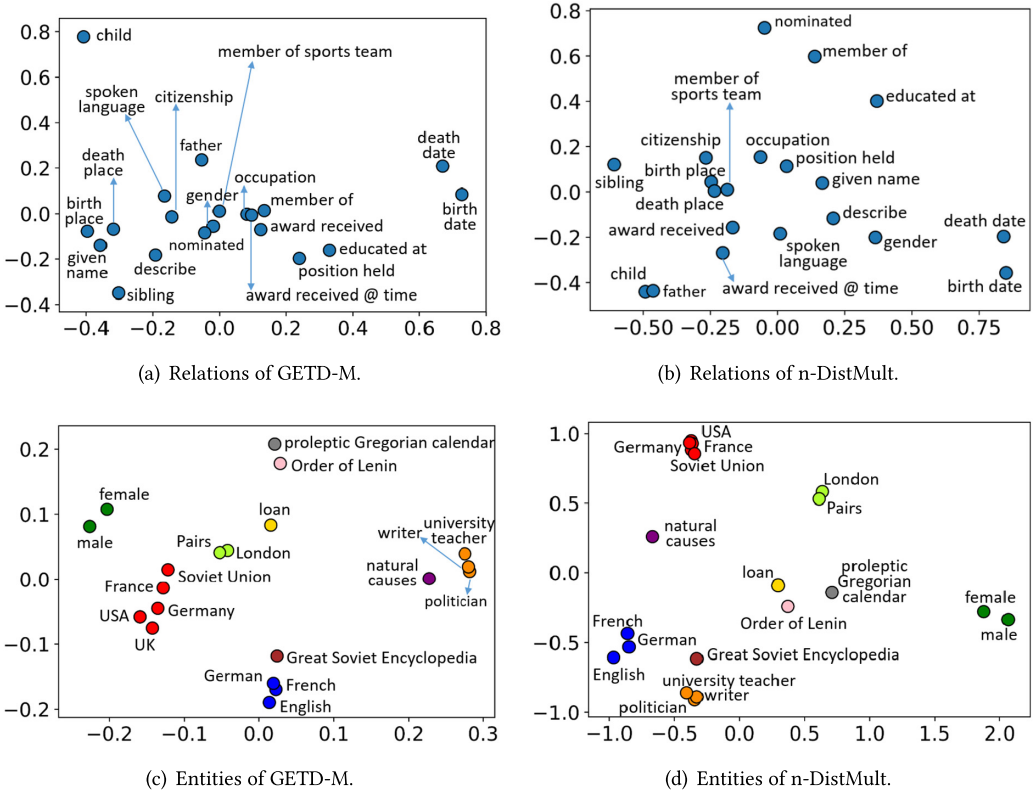 0.8
0.6
0.4
0.2
0.0
−0.2
−0.4
−0.4
−0.2
0.0
0.2
0.4
0.6
0.8
child
member of sports team
spoken
language
citizenship
father
death
place
gender
occupation
death
date
birth
place
member of
birth
date
nominated
award received
given
name
describe
educated at
position held
sibling
award received @ time
(a) Relations of GETD-M.
0.8
0.6
0.4
0.2
0.0
−0.2
−0.4
−0.50
−0.25
0.00
0.25
0.50
0.75
nominated
member of
member of
sports team
educated at
citizenship
occupation
position held
sibling
birth place
given name
death place
describe
death date
award received
spoken
language
gender
child
father
award received @ time
birth date
(b) Relations of n-DistMult.
0.2
0.1
0.0
−0.1
−0.2
−0.2
−0.1
0.0
0.1
0.2
0.3
proleptic Gregorian calendar
Order of Lenin
female
male
loan
university
teacher
writer
Pairs
London
natural
causes
Soviet Union
France
politician
USA
Germany
UK
Great Soviet Encyclopedia
German
French
English
(c) Entities of GETD-M.
1.0
0.5
0.0
−0.5
−1.0
−1.0
−0.5
0.0
0.5
1.0
1.5
2.0
USA
Germany
France
Soviet Union
London
Pairs
natural
causes
loan
proleptic
Gregorian
calendar
Order of Lenin
female
male
French
German
English
Great Soviet Encyclopedia
university teacher
writer
politician
(d) Entities of n-DistMult.